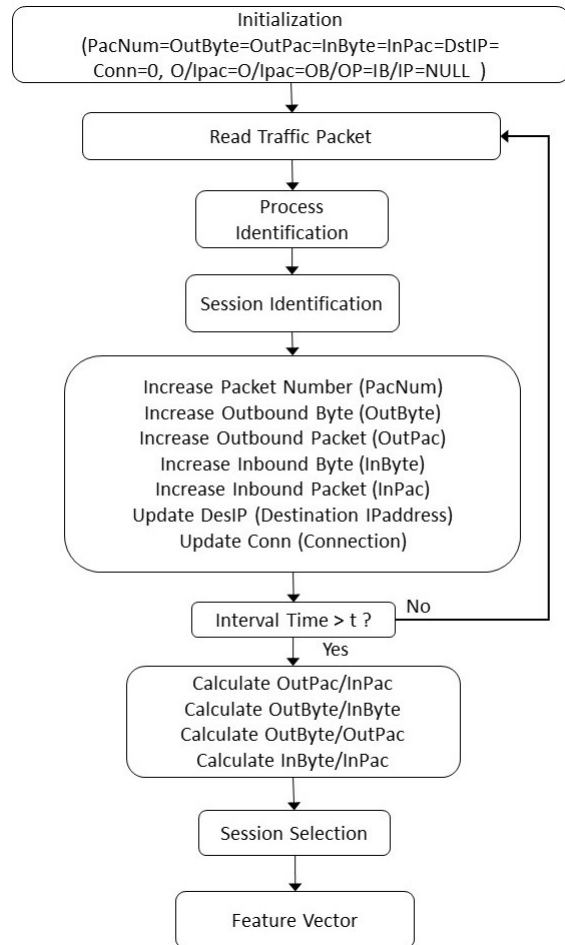 Initialization
(PacNum=OutByte=OutPac=InByte=InPac=DstIP=
Conn=0, O/Ipac=O/Ipac=OB/OP=IB/IP=NULL )
Read Traffic Packet
Process
Identification
Session Identification
Increase Packet Number (PacNum)
Increase Outbound Byte (OutByte)
Increase Outbound Packet (OutPac)
Increase Inbound Byte (InByte)
Increase Inbound Packet (InPac)
Update DesIP (Destination IPaddress)
Update Conn (Connection)
Interval Time > t ?
No
Yes
Calculate OutPac/InPac
Calculate OutByte/InByte
Calculate OutByte/OutPac
Calculate InByte/InPac
Session Selection
Feature Vector